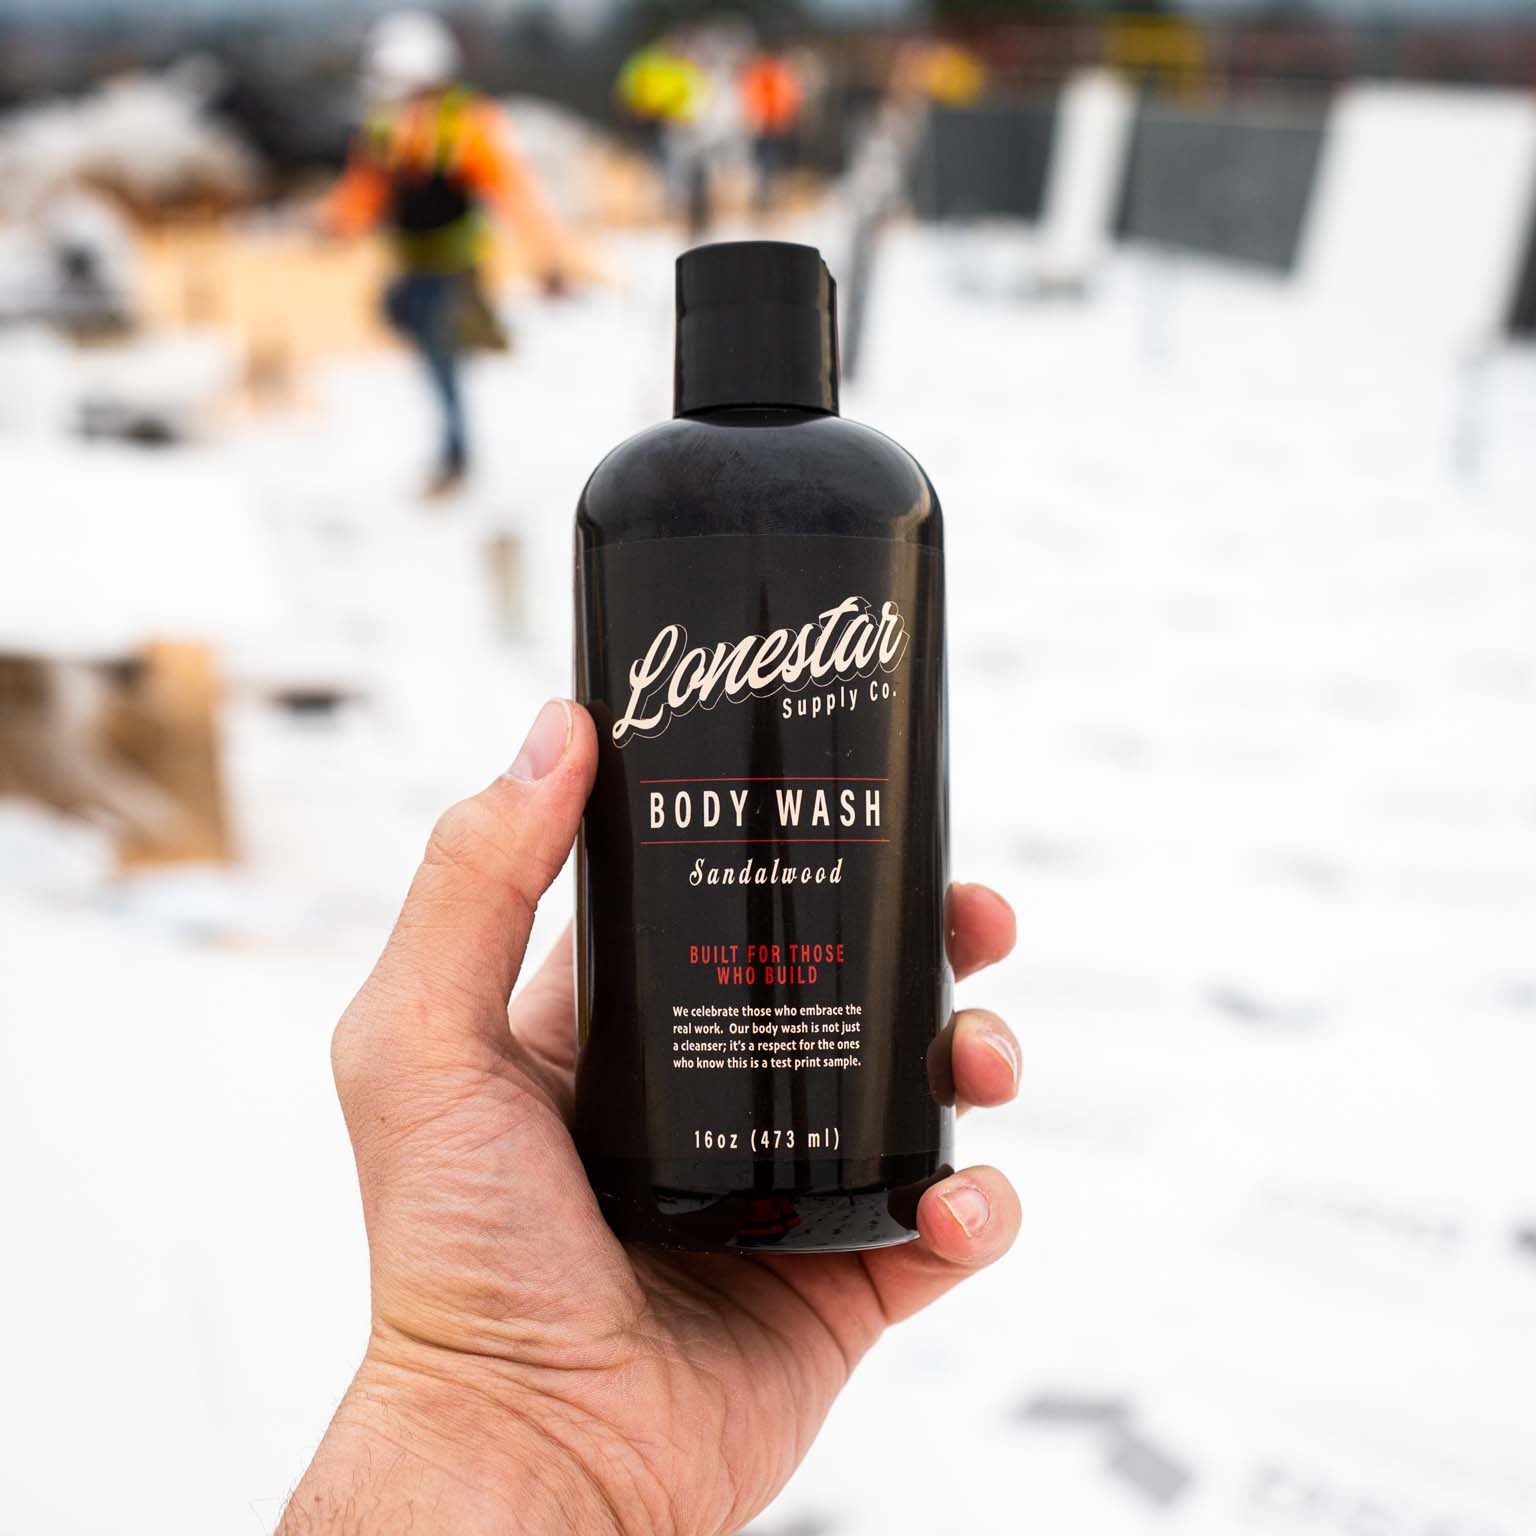 Lonestar
Supply Co.
BODY WASH
Sandalwood
BUILT FOR THOSE
WHO BUILD
We celebrate those who embrace the
real work. Our body wash is not just
a cleanser; it's a respect for the ones
who know this is a test print sample.
16oz (473 ml)